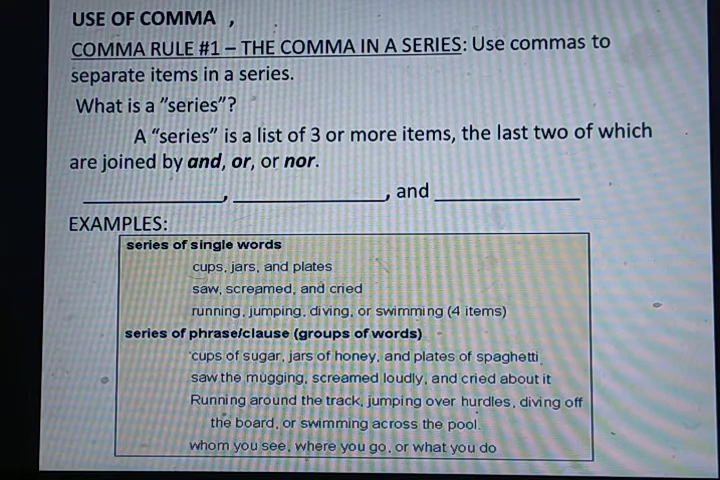 USE OF COMMA ,
COMMA RULE #1 – THE COMMA IN A SERIES: Use commas to
separate items in a series.
What is a "series"?
A "series" is a list of 3 or more items, the last two of which
are joined by and, or, or nor.
____________, ____________, and ____________
EXAMPLES:
series of single words
cups, jars, and plates
saw, screamed, and cried
running, jumping, diving, or swimming (4 items)
series of phrase/clause (groups of words)
cups of sugar, jars of honey, and plates of spaghetti
saw the mugging, screamed loudly, and cried about it
Running around the track, jumping over hurdles, diving off
the board, or swimming across the pool.
whom you see, where you go, or what you do